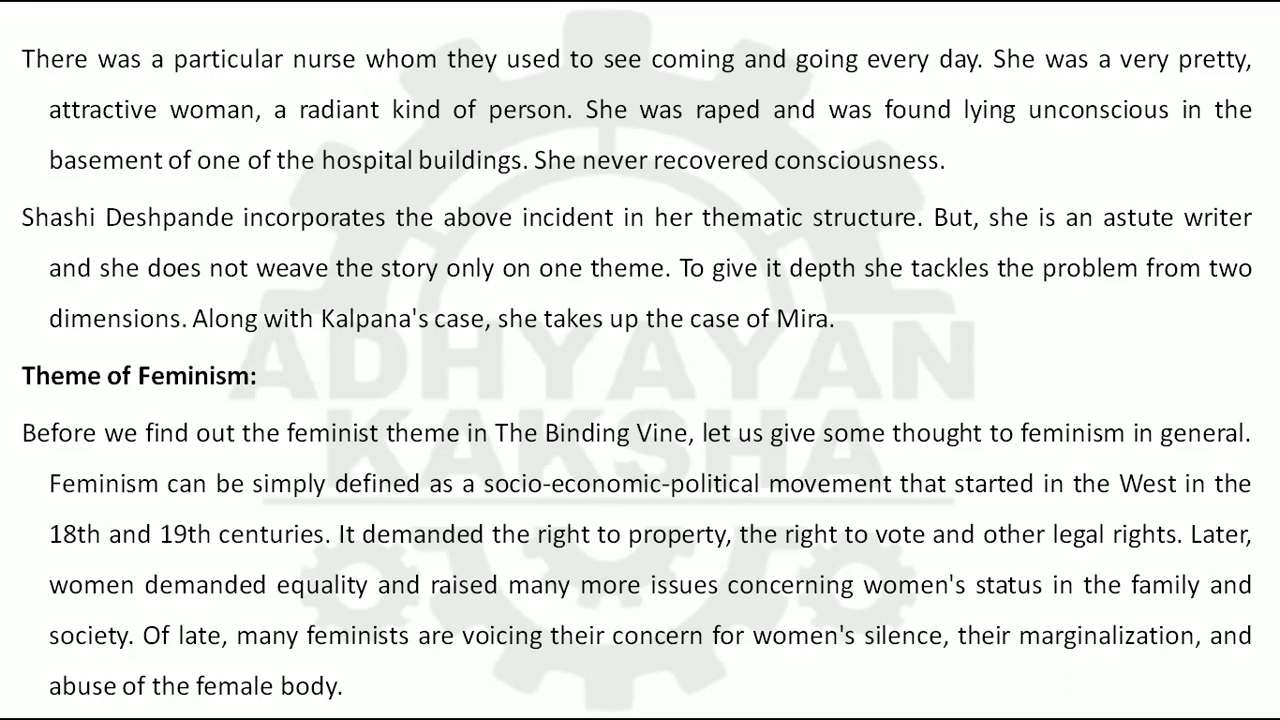 There was a particular nurse whom they used to see coming and going every day. She was a very pretty,
attractive woman, a radiant kind of person. She was raped and was found lying unconscious in the
basement of one of the hospital buildings. She never recovered consciousness.
Shashi Deshpande incorporates the above incident in her thematic structure. But, she is an astute writer
and she does not weave the story only on one theme. To give it depth she tackles the problem from two
dimensions. Along with Kalpana's case, she takes up the case of Mira.
Theme of Feminism:
Before we find out the feminist theme in The Binding Vine, let us give some thought to feminism in general.
Feminism can be simply defined as a socio-economic-political movement that started in the West in the
18th and 19th centuries. It demanded the right to property, the right to vote and other legal rights. Later,
women demanded equality and raised many more issues concerning women's status in the family and
society. Of late, many feminists are voicing their concern for women's silence, their marginalization, and
abuse of the female body.
ADHYAYAN
KAKSHA